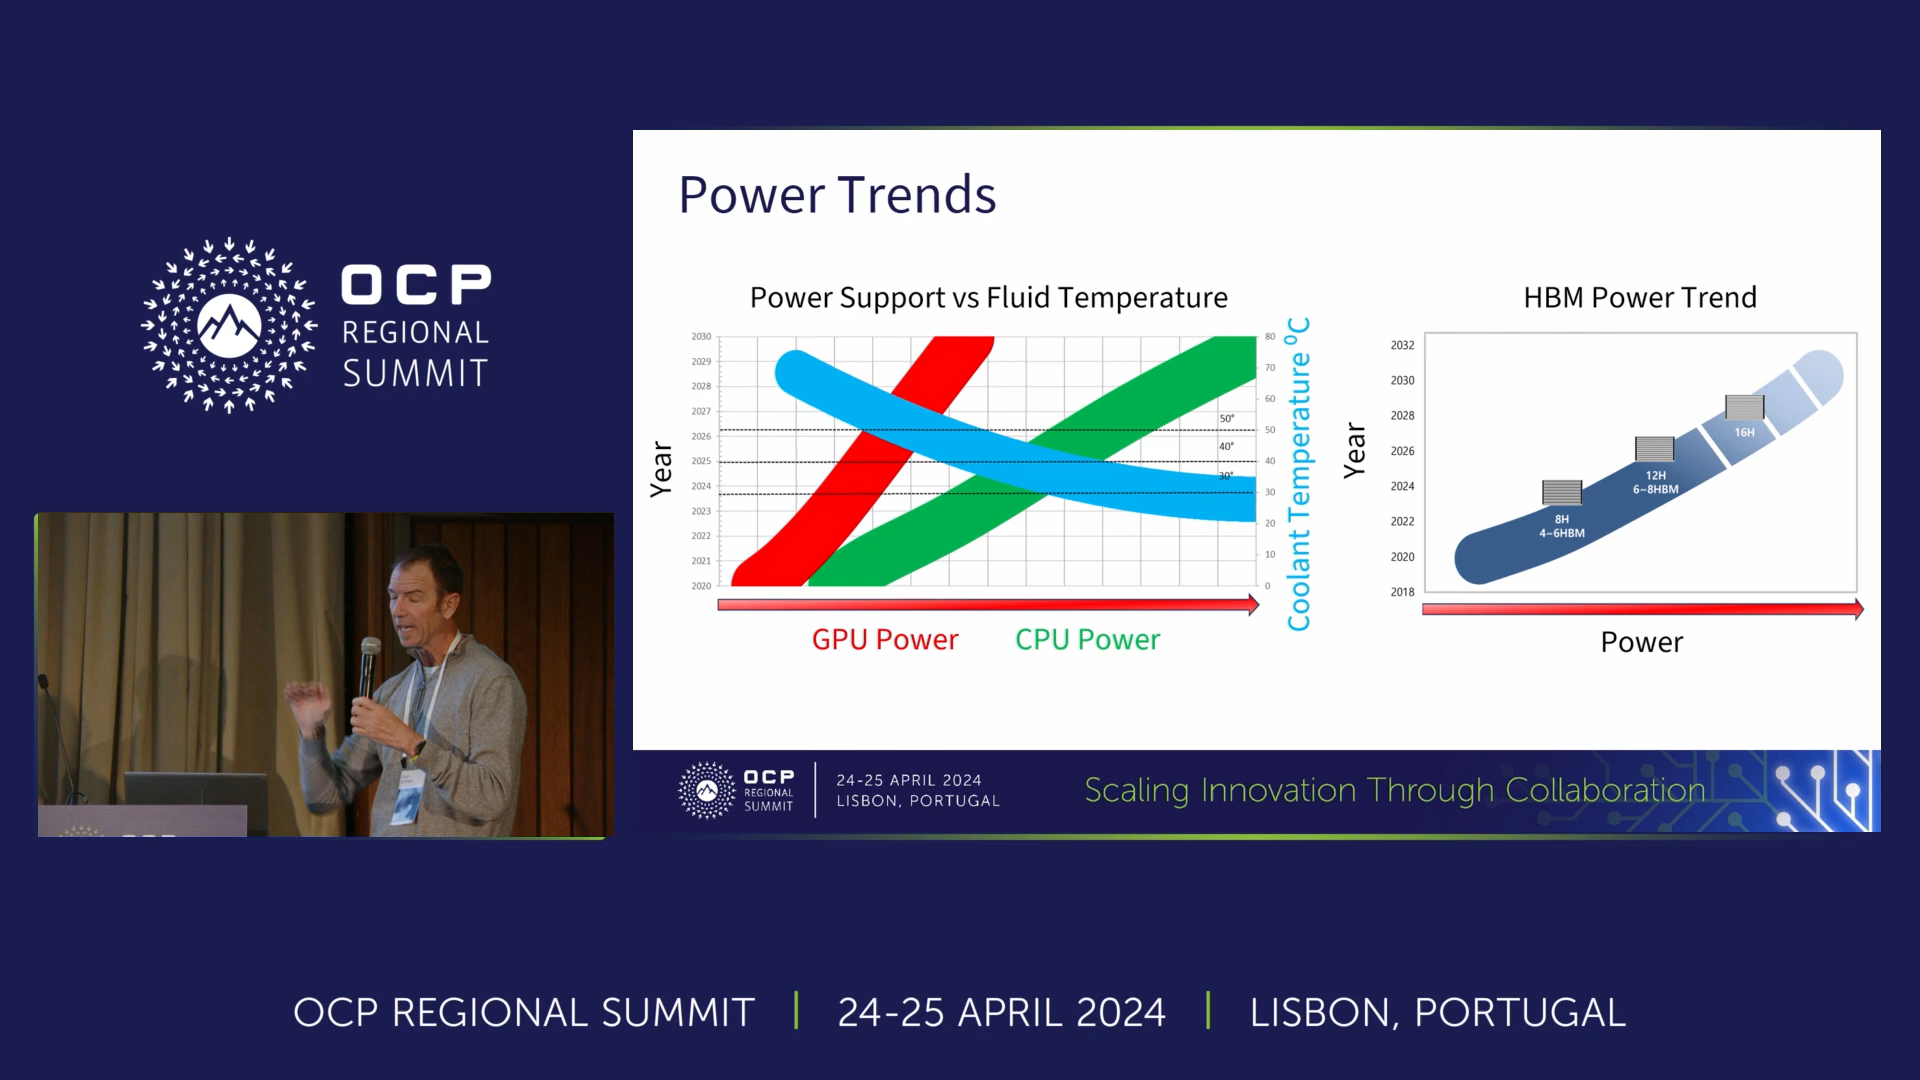 OCP
REGIONAL
SUMMIT
Power Trends
Power Support vs Fluid Temperature
Year
2030
2029
2028
2027
2026
2025
2024
2023
2022
2021
2020
50°
40°
30°
80
70
60
50
40
30
20
10
0
Coolant Temperature ⁰C
GPU Power
CPU Power
HBM Power Trend
Year
2032
2030
2028
2026
2024
2022
2020
2018
16H
12H
6~8HBM
8H
4~6HBM
Power
OCP
REGIONAL
SUMMIT
24-25 APRIL 2024
LISBON, PORTUGAL
Scaling Innovation Through Collaboration
OCP REGIONAL SUMMIT | 24-25 APRIL 2024 | LISBON, PORTUGAL